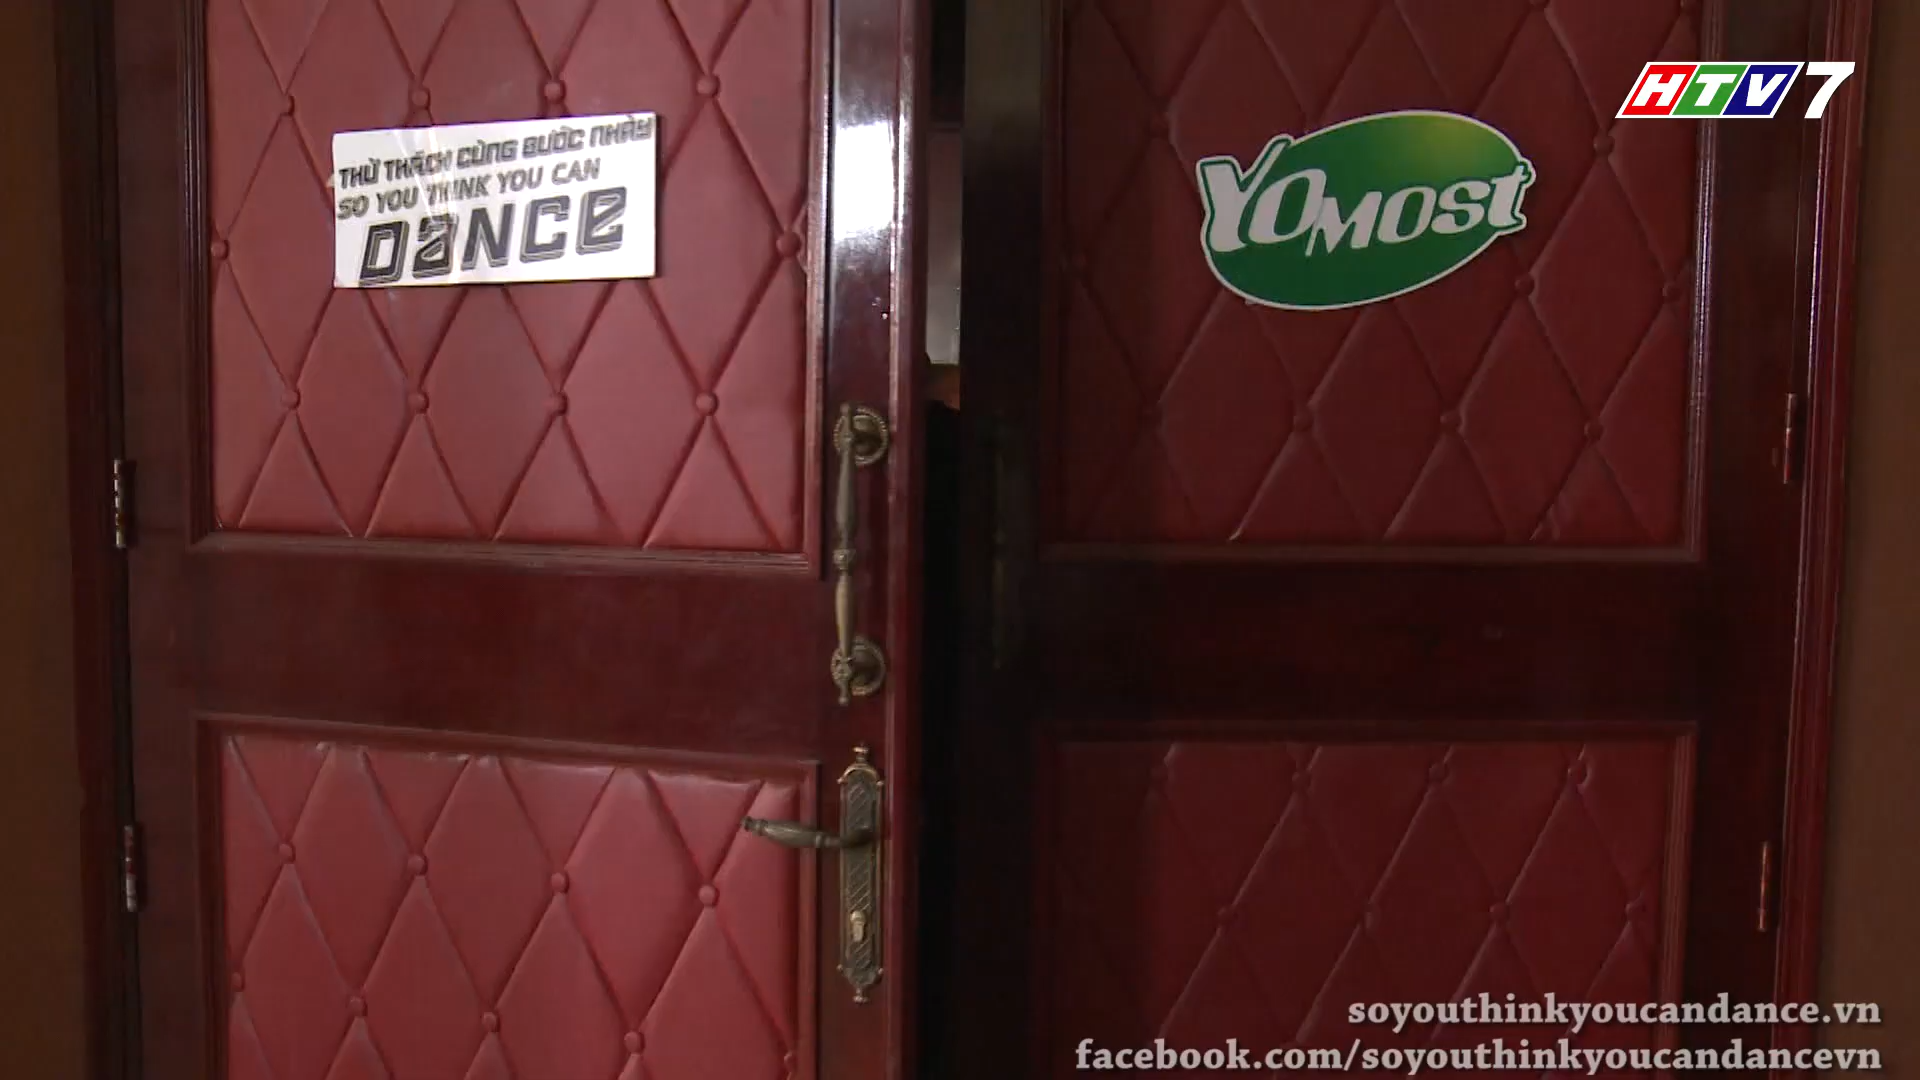 HTV7
THỬ THÁCH CÙNG BƯỚC NHẢY
SO YOU THINK YOU CAN
DANCE
YOMOST
soyouthinkyoucandance.vn
facebook.com/soyouthinkyoucandancevn